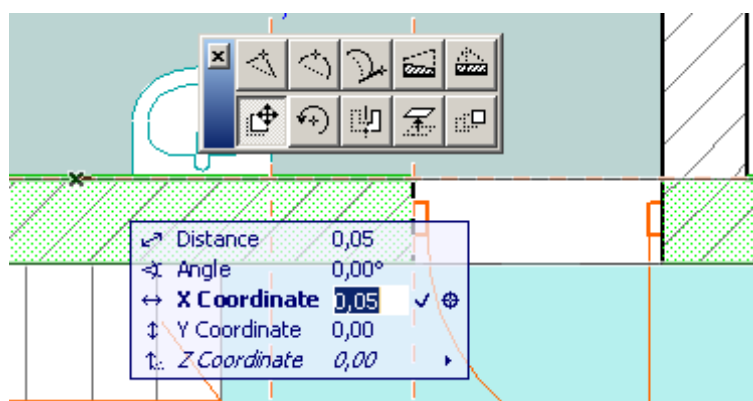 Distance 0,05
Angle 0,00°
X Coordinate 0,05
Y Coordinate 0,00
Z Coordinate 0,00